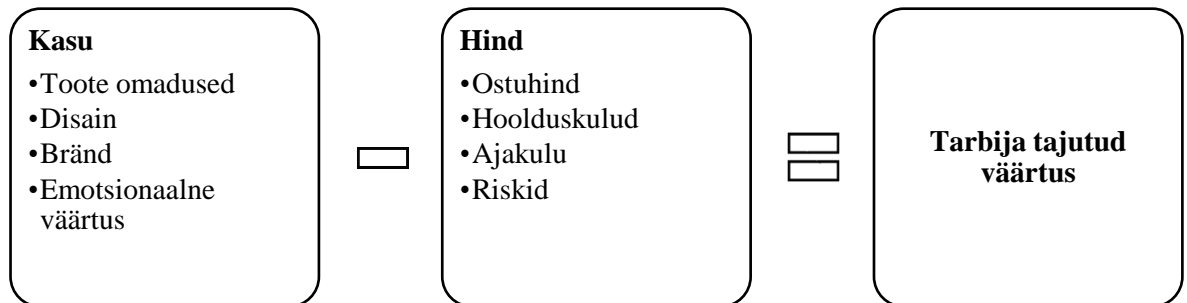 Kasu
•Toote omadused
•Disain
•Bränd
•Emotsionaalne
väärtus
Hind
•Ostuhind
•Hoolduskulud
•Ajakulu
•Riskid
Tarbija tajutud
väärtus